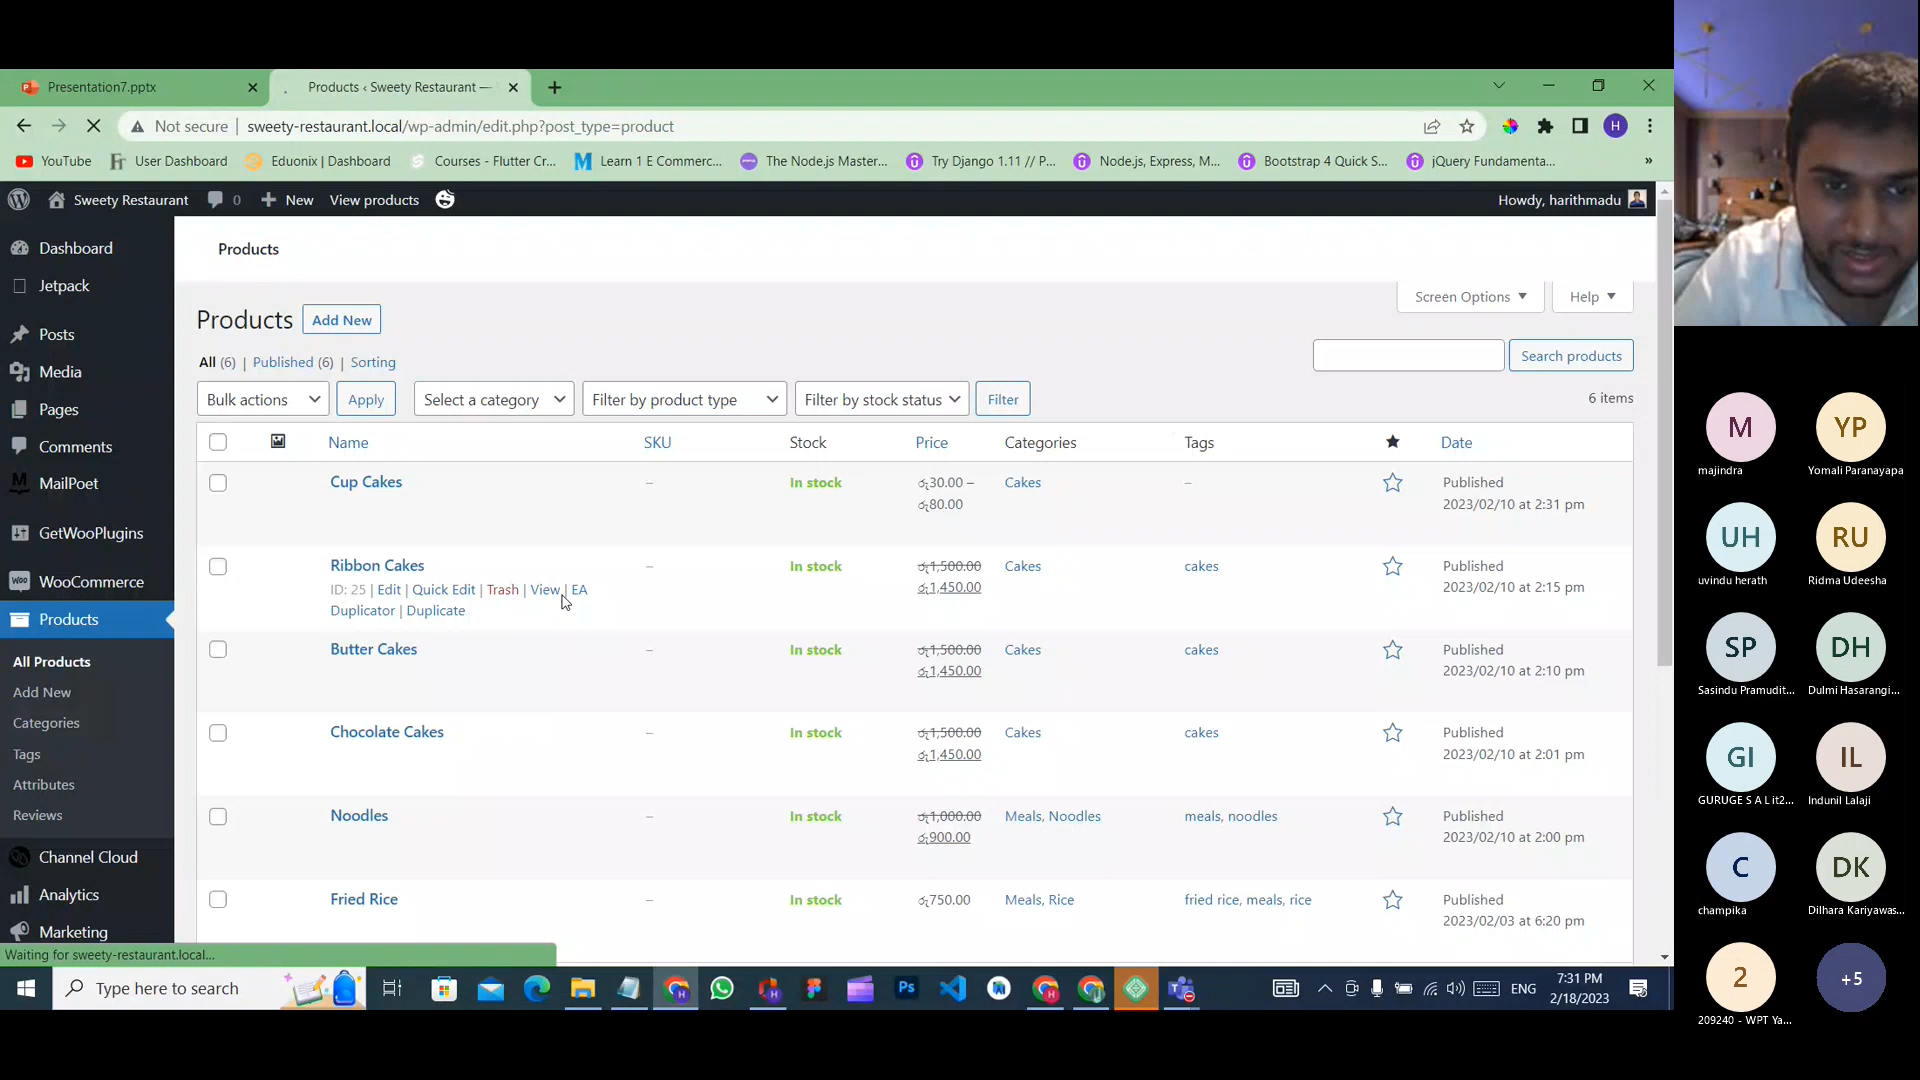 Presentation7.pptx
Products ‹ Sweety Restaurant —
Not secure | sweety-restaurant.local/wp-admin/edit.php?post_type=product
YouTube
User Dashboard
Eduonix | Dashboard
Courses - Flutter Cr...
Learn 1 E Commerc...
The Node.js Master...
Try Django 1.11 // P...
Node.js, Express, M...
Bootstrap 4 Quick S...
jQuery Fundamenta...
»
Sweety Restaurant
0
New
View products
Howdy, harithmadu
Dashboard
Jetpack
Posts
Media
Pages
Comments
MailPoet
GetWooPlugins
WooCommerce
Products
All Products
Add New
Categories
Tags
Attributes
Reviews
Channel Cloud
Analytics
Marketing
Products
Screen Options
Help
Products
Add New
All (6) | Published (6) | Sorting
Search products
Bulk actions
Apply
Select a category
Filter by product type
Filter by stock status
Filter
6 items
Name SKU Stock Price Categories Tags Date
Cup Cakes – In stock රු30.00 – Cakes – Published
රු80.00 2023/02/10 at 2:31 pm
Ribbon Cakes – In stock රු1,500.00 Cakes cakes Published
ID: 25 | Edit | Quick Edit | Trash | View | EA රු1,450.00 2023/02/10 at 2:15 pm
Duplicator | Duplicate
Butter Cakes – In stock රු1,500.00 Cakes cakes Published
රු1,450.00 2023/02/10 at 2:10 pm
Chocolate Cakes – In stock රු1,500.00 Cakes cakes Published
රු1,450.00 2023/02/10 at 2:01 pm
Noodles – In stock රු1,000.00 Meals, Noodles meals, noodles Published
රු900.00 2023/02/10 at 2:00 pm
Fried Rice – In stock රු750.00 Meals, Rice fried rice, meals, rice Published
2023/02/03 at 6:20 pm
Waiting for sweety-restaurant.local...
Type here to search
ENG
7:31 PM
2/18/2023
M
majindra
YP
Yomali Paranayapa
UH
uvindu herath
RU
Ridma Udeesha
SP
Sasindu Pramudit...
DH
Dulmi Hasarangi...
GI
GURUGE S A L it2...
IL
Indunil Lalaji
C
champika
DK
Dilhara Kariyawas...
2
209240 - WPT Ya...
+5